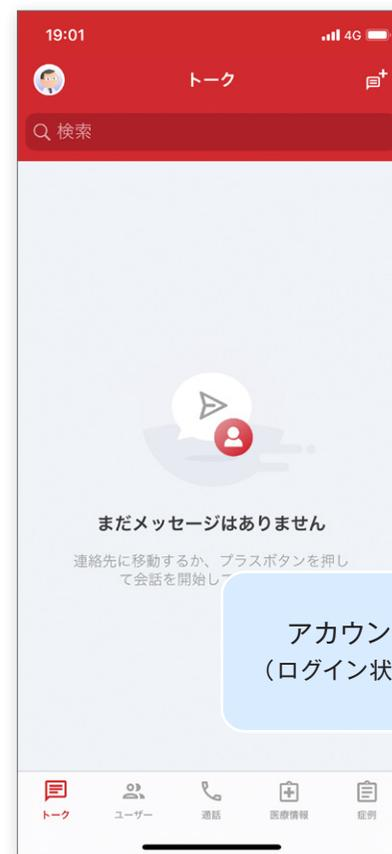 19:01
4G
トーク
検索
まだメッセージはありません
連絡先に移動するか、プラスボタンを押し
て会話を開始して
アカウン
（ログイン状
トーク
ユーザー
通話
医療情報
症例